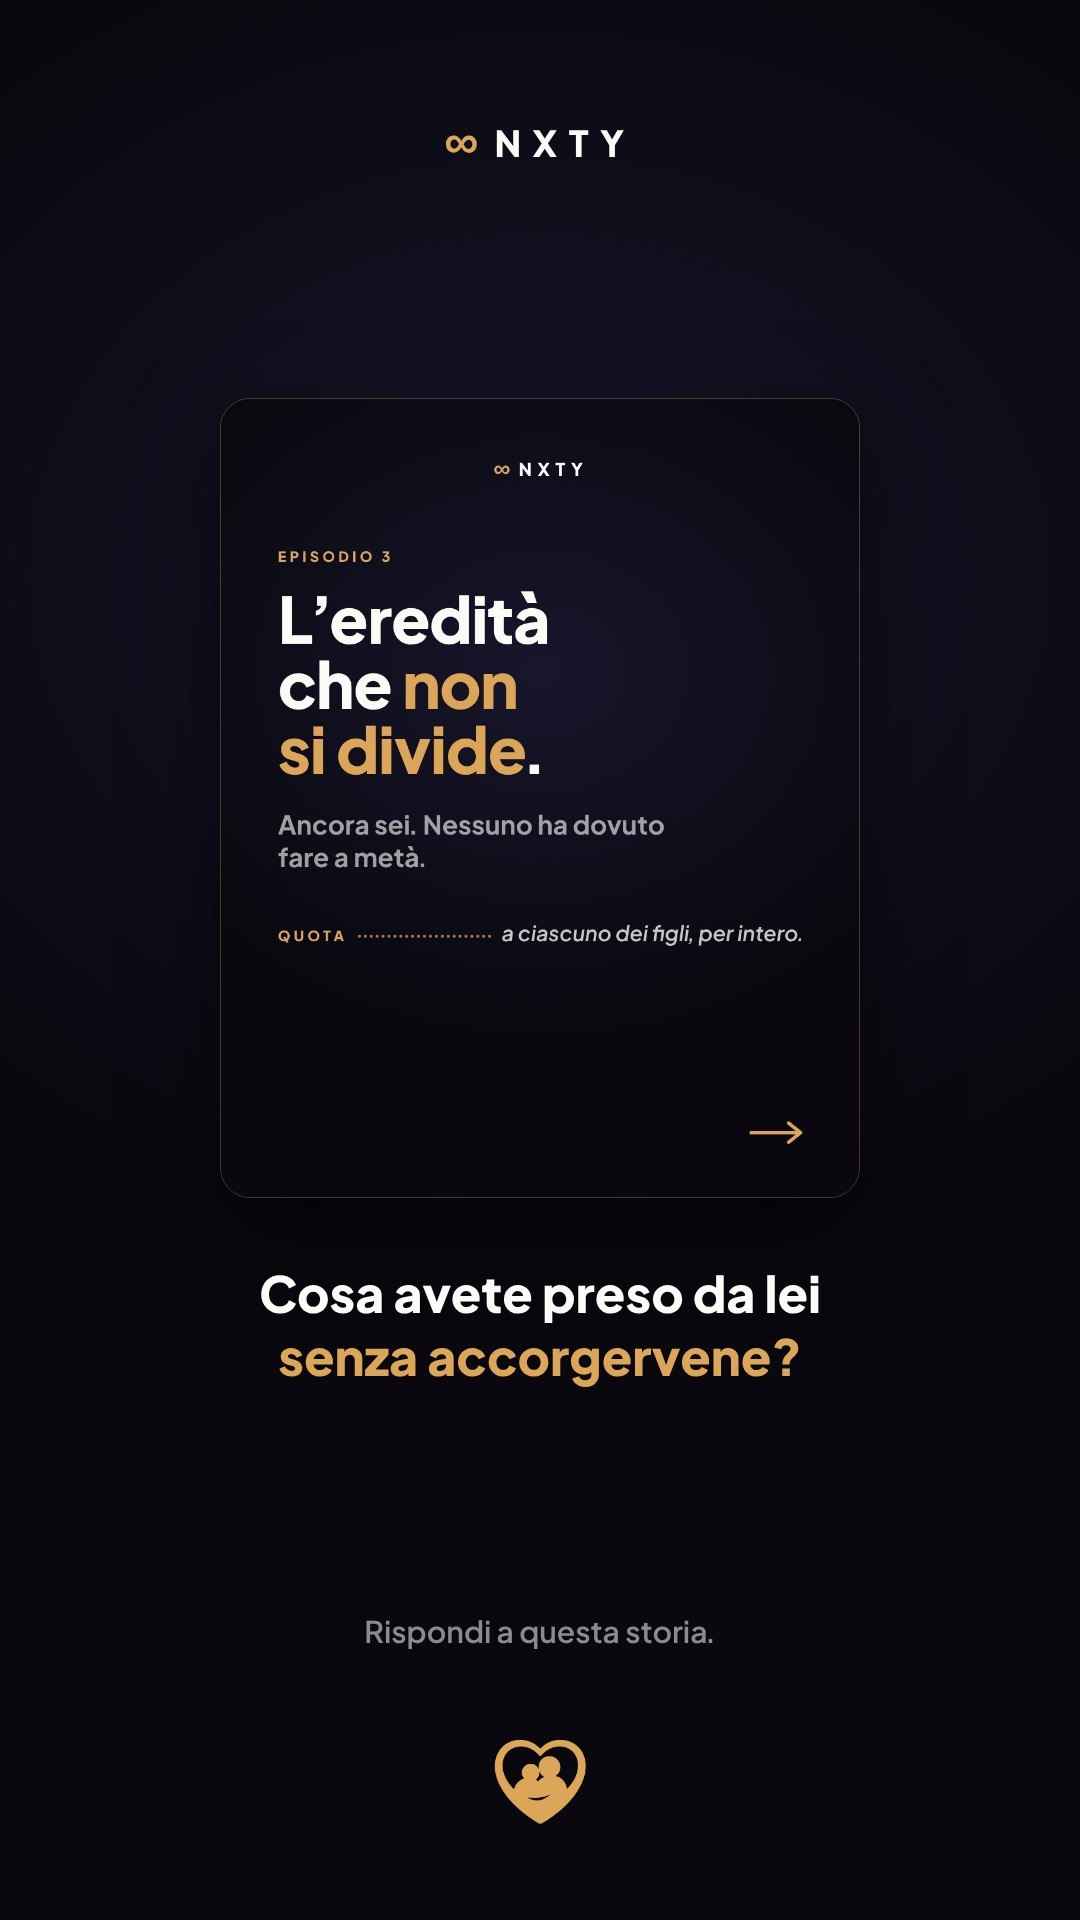 ∞ NXTY
∞ NXTY
EPISODIO 3
L’eredità
che non
si divide.
Ancora sei. Nessuno ha dovuto
fare a metà.
QUOTA ........................ a ciascuno dei figli, per intero.
Cosa avete preso da lei
senza accorgervene?
Rispondi a questa storia.